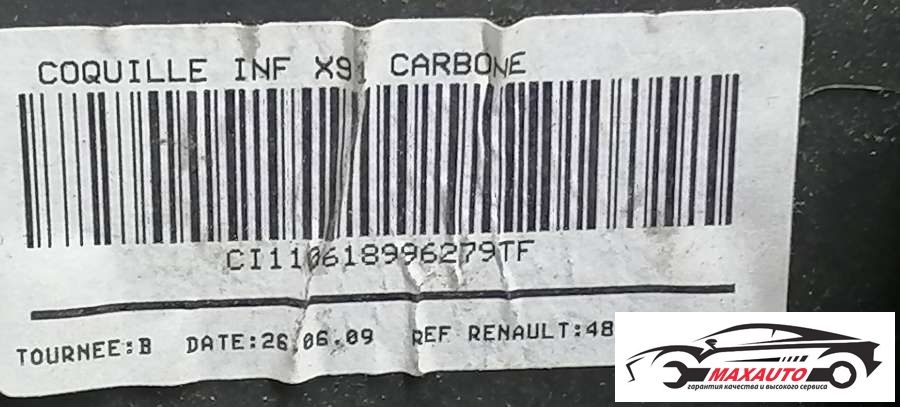 COQUILLE INF X91 CARBONE
CI110618996279TF
TOURNEE:B DATE:26.06.09 REF RENAULT:48
MAXAUTO
гарантия качества и высокого сервиса